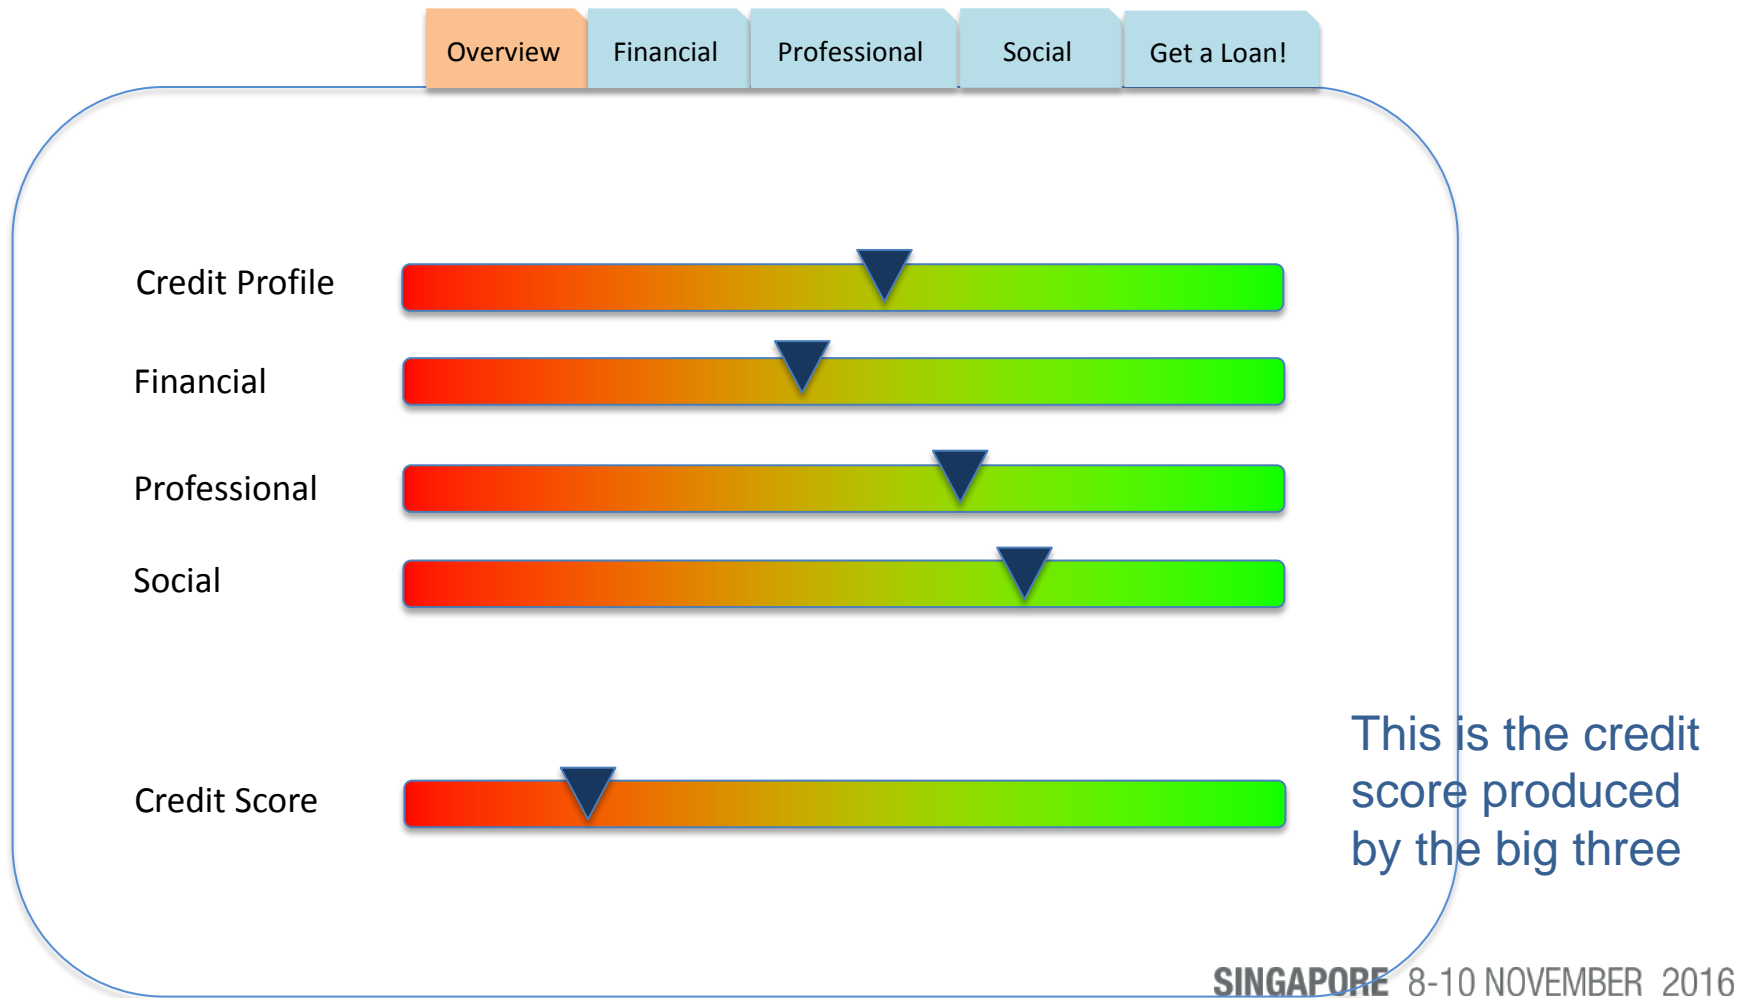 Overview
Financial
Professional
Social
Get a Loan!
Credit Profile
Financial
Professional
Social
Credit Score
This is the credit
score produced
by the big three
SINGAPORE 8-10 NOVEMBER 2016